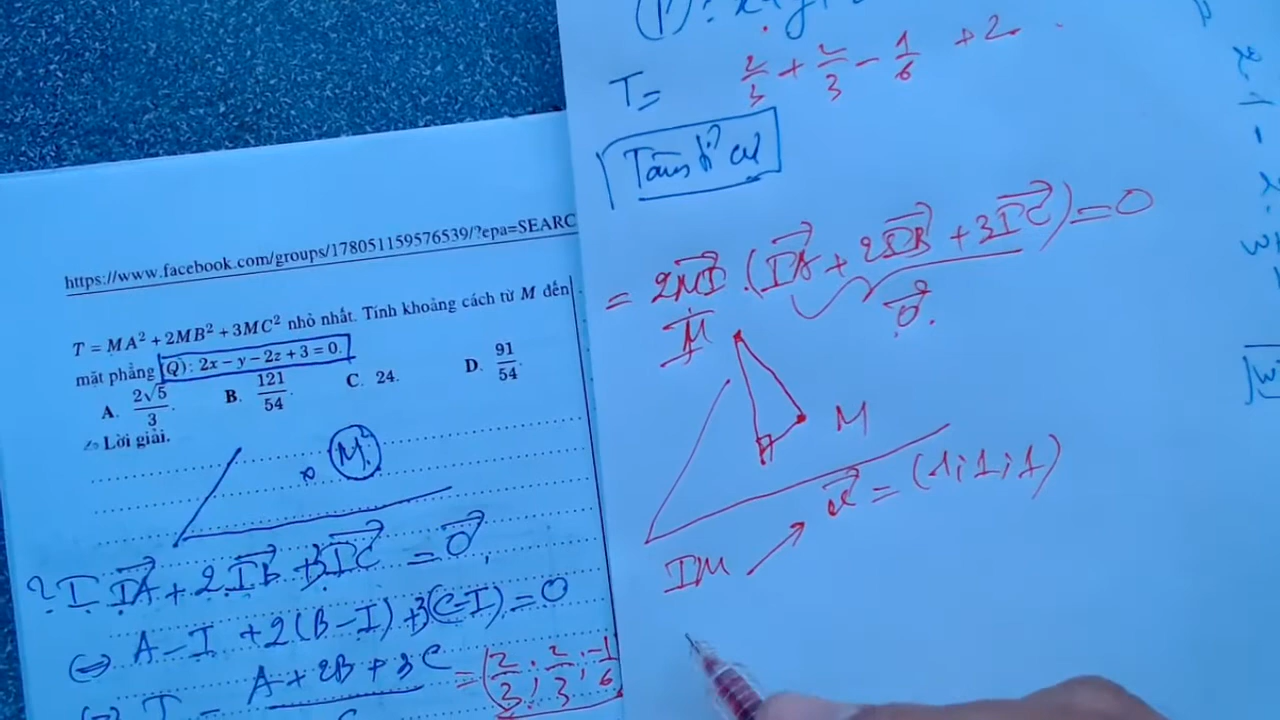 https://www.facebook.com/groups/178051159576539/?epa=SEARC
T = MA² + 2MB² + 3MC² nhỏ nhất. Tính khoảng cách từ M đến
mặt phẳng (Q) : 2x − y − 2z + 3 = 0.
A. 2√5/3. B. 121/54. C. 24. D. 91/54.
Lời giải.
M?
? I IA + 2IB + 3IC = 0
⇔ A − I + 2(B − I) + 3(C − I) = 0
I = A + 2B + 3C = (2/3; 2/3; −1/6
T = 2/3 + 2/3 − 1/6 + 2
Tâm tỉ cự
= 2MI . (IA + 2IB + 3IC) = 0
0
M
IM → u = (1; 1; 1)